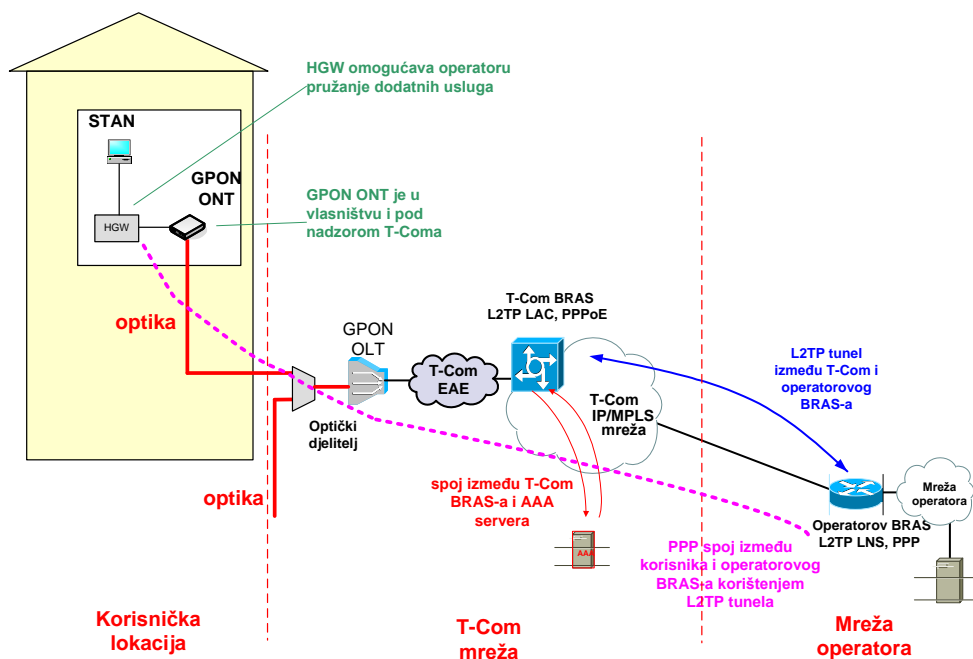 HGW omogućava operatoru
pružanje dodatnih usluga
STAN
GPON
ONT
HGW
GPON ONT je u
vlasništvu i pod
nadzorom T-Coma
optika
GPON
OLT
T-Com
EAE
T-Com BRAS
L2TP LAC, PPPoE
L2TP tunel
između T-Com i
operatorovog
BRAS-a
T-Com
IP/MPLS
mreža
Optički
djelitelj
optika
spoj između T-Com
BRAS-a i AAA
servera
AAA
Mreža
operatora
Operatorov BRAS
L2TP LNS, PPP
PPP spoj između
korisnika i operatorovog
BRAS-a korištenjem
L2TP tunela
Korisnička
lokacija
T-Com
mreža
Mreža
operatora